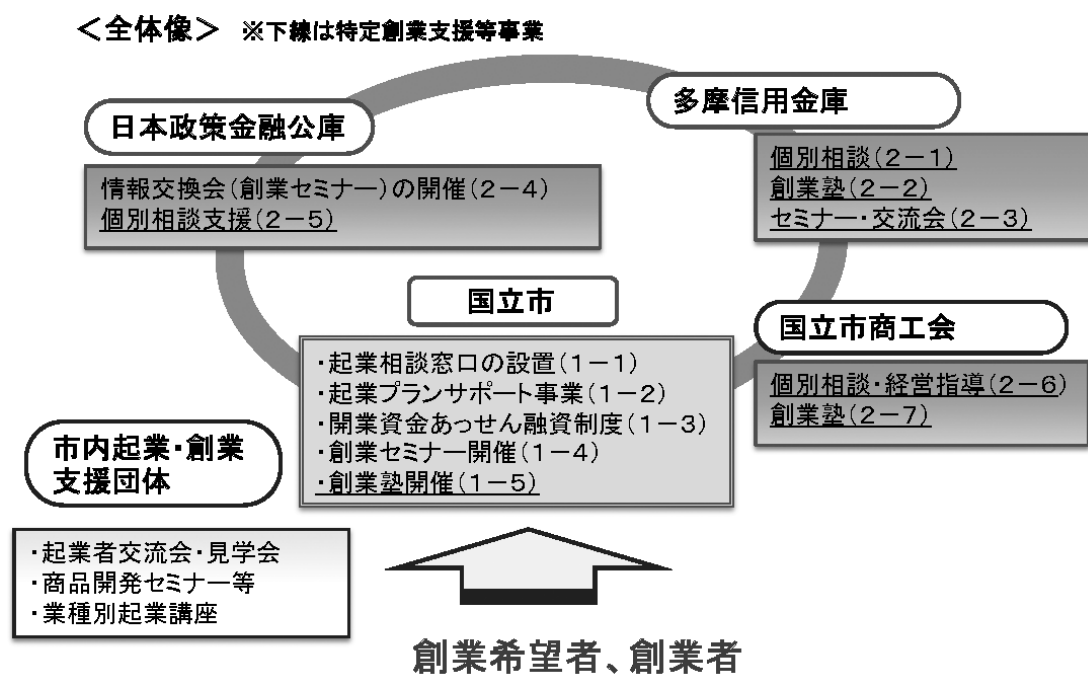 ＜全体像＞ ※下線は特定創業支援等事業
多摩信用金庫
日本政策金融公庫
個別相談（２－１）
創業塾（２－２）
セミナー・交流会（２－３）
情報交換会（創業セミナー）の開催（２－４）
個別相談支援（２－５）
国立市
国立市商工会
・起業相談窓口の設置（１－１）
・起業プランサポート事業（１－２）
・開業資金あっせん融資制度（１－３）
・創業セミナー開催（１－４）
・創業塾開催（１－５）
個別相談・経営指導（２－６）
創業塾（２－７）
市内起業・創業
支援団体
・起業者交流会・見学会
・商品開発セミナー等
・業種別起業講座
創業希望者、創業者